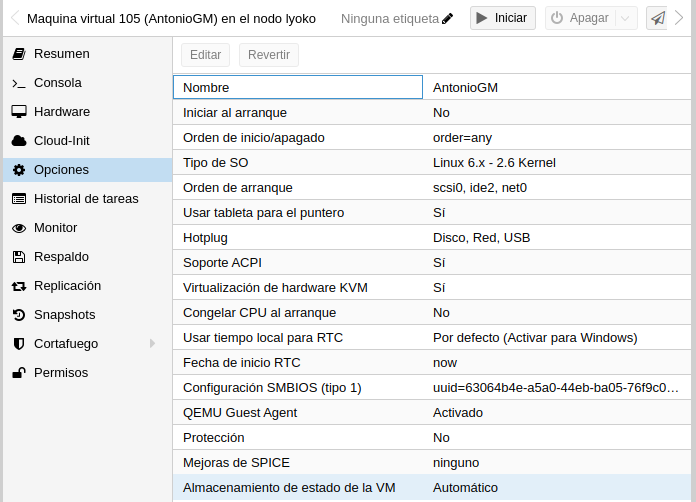 Maquina virtual 105 (AntonioGM) en el nodo lyoko Ninguna etiqueta Iniciar Apagar
Resumen
Consola
Hardware
Cloud-Init
Opciones
Historial de tareas
Monitor
Respaldo
Replicación
Snapshots
Cortafuego
Permisos
Editar Revertir
Nombre AntonioGM
Iniciar al arranque No
Orden de inicio/apagado order=any
Tipo de SO Linux 6.x - 2.6 Kernel
Orden de arranque scsi0, ide2, net0
Usar tableta para el puntero Sí
Hotplug Disco, Red, USB
Soporte ACPI Sí
Virtualización de hardware KVM Sí
Congelar CPU al arranque No
Usar tiempo local para RTC Por defecto (Activar para Windows)
Fecha de inicio RTC now
Configuración SMBIOS (tipo 1) uuid=63064b4e-a5a0-44eb-ba05-76f9c0...
QEMU Guest Agent Activado
Protección No
Mejoras de SPICE ninguno
Almacenamiento de estado de la VM Automático